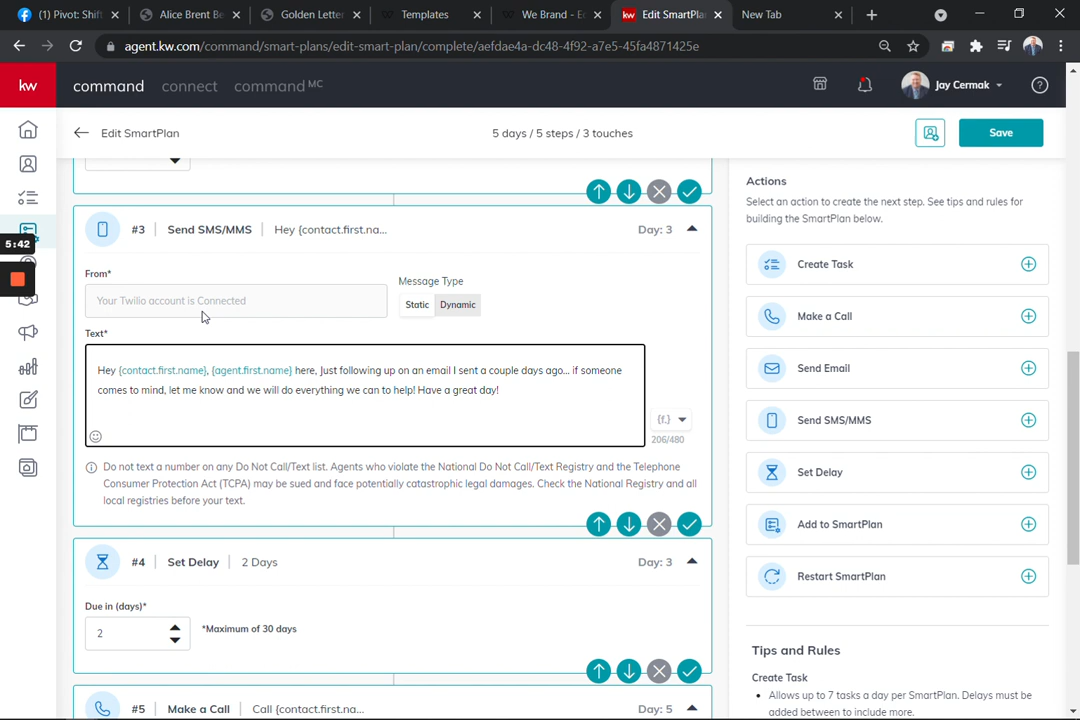 (1) Pivot: Shift
Alice Brent Be
Golden Letter
Templates
We Brand - Ec
kw Edit SmartPlan
New Tab
agent.kw.com/command/smart-plans/edit-smart-plan/complete/aefdae4a-dc48-4f92-a7e5-45fa4871425e
kw command connect command MC
Jay Cermak
Edit SmartPlan
5 days / 5 steps / 3 touches
Save
5:42
#3 Send SMS/MMS Hey {contact.first.na... Day: 3
From*
Your Twilio account is Connected
Message Type
Static Dynamic
Text*
Hey {contact.first.name}, {agent.first.name} here, Just following up on an email I sent a couple days ago... if someone
comes to mind, let me know and we will do everything we can to help! Have a great day!
{f.}
206/480
Do not text a number on any Do Not Call/Text list. Agents who violate the National Do Not Call/Text Registry and the Telephone
Consumer Protection Act (TCPA) may be sued and face potentially catastrophic legal damages. Check the National Registry and all
local registries before your text.
#4 Set Delay 2 Days Day: 3
Due in (days)*
2 *Maximum of 30 days
#5 Make a Call Call {contact.first.na... Day: 5
Actions
Select an action to create the next step. See tips and rules for
building the SmartPlan below.
Create Task
Make a Call
Send Email
Send SMS/MMS
Set Delay
Add to SmartPlan
Restart SmartPlan
Tips and Rules
Create Task
• Allows up to 7 tasks a day per SmartPlan. Delays must be
added between to include more.